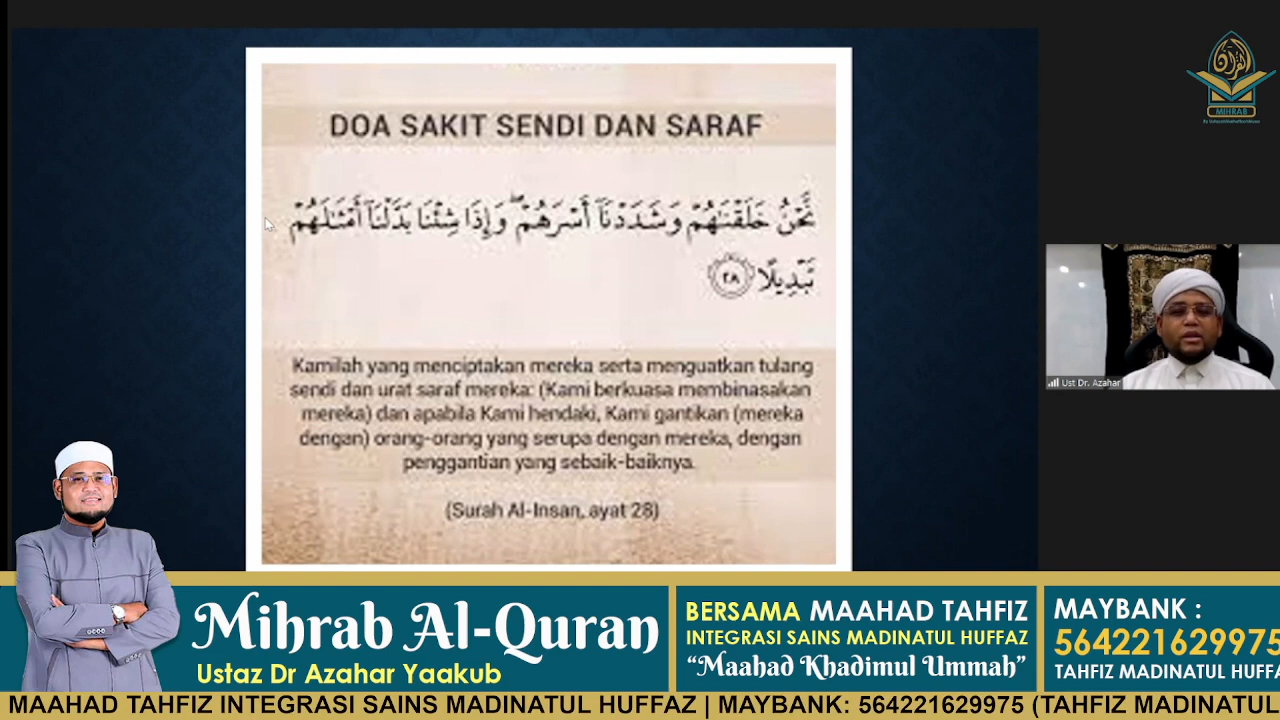 DOA SAKIT SENDI DAN SARAF
نَّحْنُ خَلَقْنَـٰهُمْ وَشَدَدْنَآ أَسْرَهُمْ ۖ وَإِذَا شِئْنَا بَدَّلْنَآ أَمْثَـٰلَهُمْ
تَبْدِيلًا ٢٨
Kamilah yang menciptakan mereka serta menguatkan tulang
sendi dan urat saraf mereka: (Kami berkuasa membinasakan
mereka) dan apabila Kami hendaki, Kami gantikan (mereka
dengan) orang-orang yang serupa dengan mereka, dengan
penggantian yang sebaik-baiknya.
(Surah Al-Insan, ayat 28)
القرآن
MIHRAB
Ust Dr. Azahar
Mihrab Al-Quran
Ustaz Dr Azahar Yaakub
BERSAMA MAAHAD TAHFIZ
INTEGRASI SAINS MADINATUL HUFFAZ
“Maahad Khadimul Ummah”
MAYBANK :
564221629975
TAHFIZ MADINATUL HUFFA
MAAHAD TAHFIZ INTEGRASI SAINS MADINATUL HUFFAZ | MAYBANK: 564221629975 (TAHFIZ MADINATUL